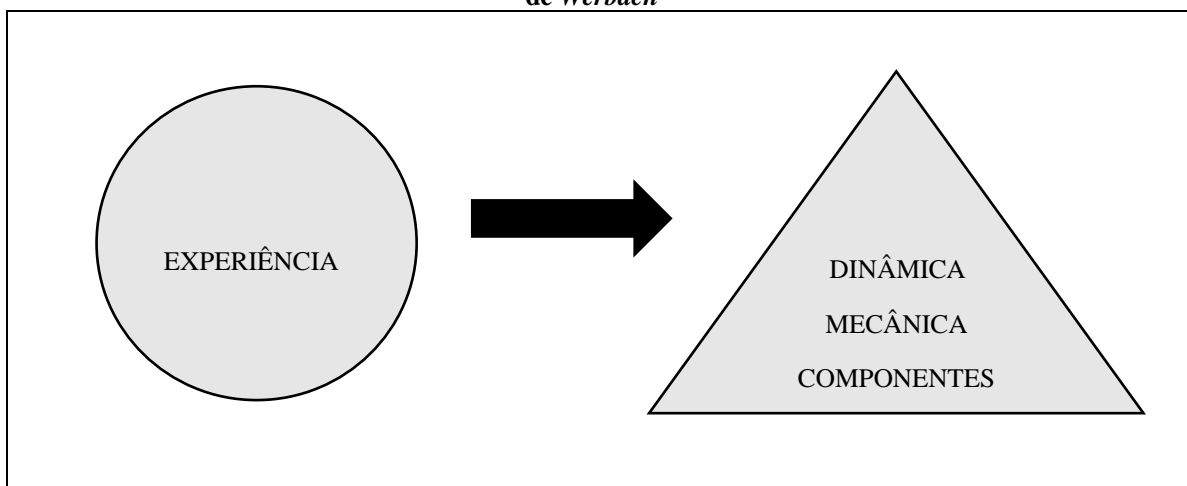 de Werbach
EXPERIÊNCIA
DINÂMICA
MECÂNICA
COMPONENTES